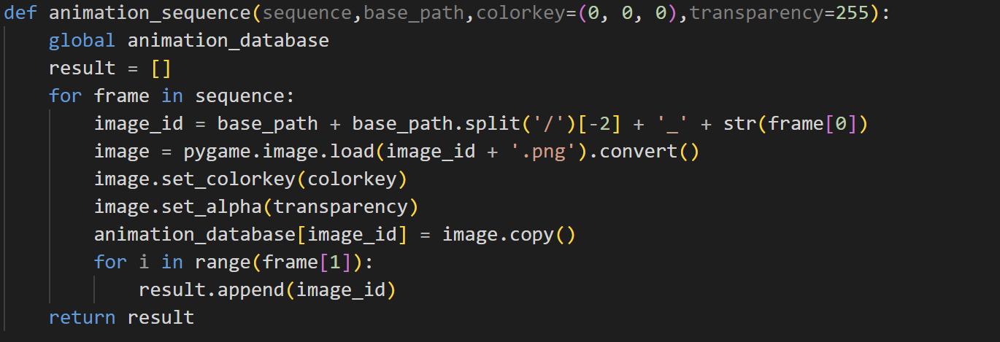 def animation_sequence(sequence,base_path,colorkey=(0, 0, 0),transparency=255):
    global animation_database
    result = []
    for frame in sequence:
        image_id = base_path + base_path.split('/')[-2] + '_' + str(frame[0])
        image = pygame.image.load(image_id + '.png').convert()
        image.set_colorkey(colorkey)
        image.set_alpha(transparency)
        animation_database[image_id] = image.copy()
        for i in range(frame[1]):
            result.append(image_id)
    return result